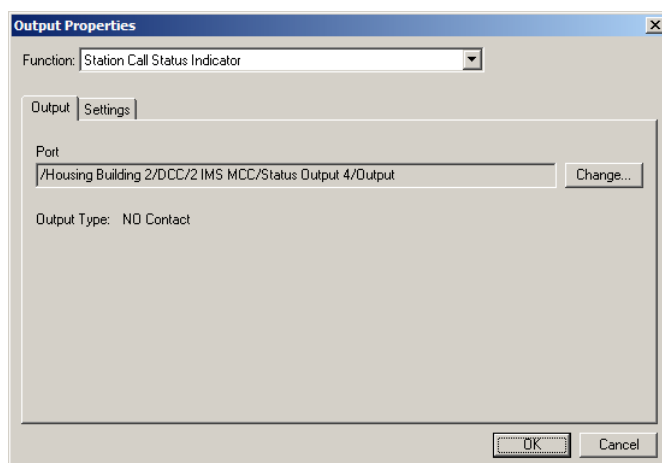 Output Properties
Function: Station Call Status Indicator
Output Settings
Port
/Housing Building 2/DCC/2 IMS MCC/Status Output 4/Output Change...
Output Type: NO Contact
OK Cancel